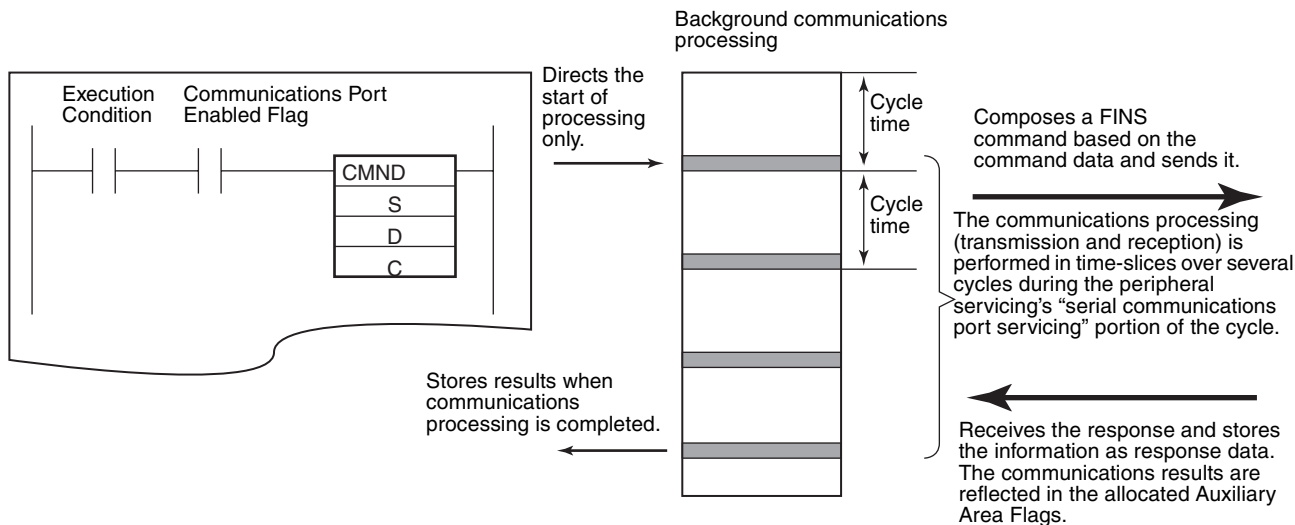 Background communications
processing
Execution
Condition
Communications Port
Enabled Flag
CMND
S
D
C
Directs the
start of
processing
only.
Cycle
time
Cycle
time
Composes a FINS
command based on the
command data and sends it.
The communications processing
(transmission and reception) is
performed in time-slices over several
cycles during the peripheral
servicing's “serial communications
port servicing” portion of the cycle.
Stores results when
communications
processing is completed.
Receives the response and stores
the information as response data.
The communications results are
reflected in the allocated Auxiliary
Area Flags.